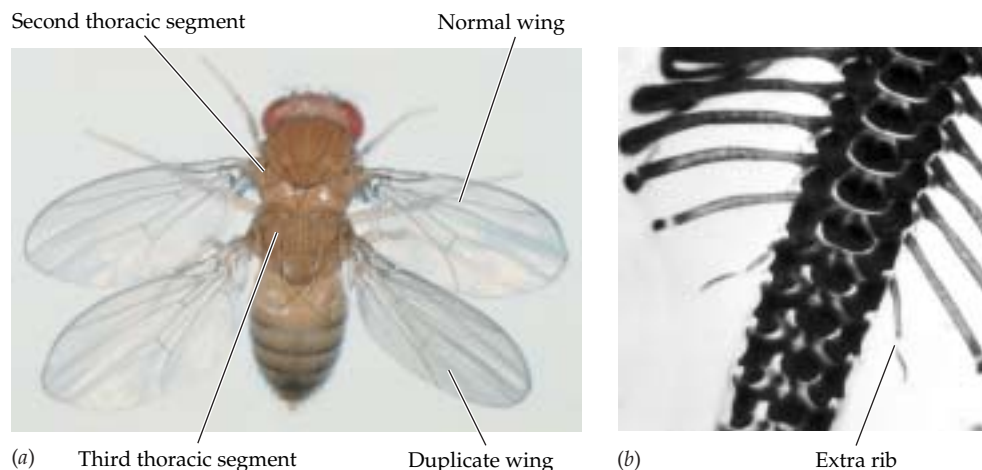 Second thoracic segment
Normal wing
(a)
Third thoracic segment
Duplicate wing
(b)
Extra rib